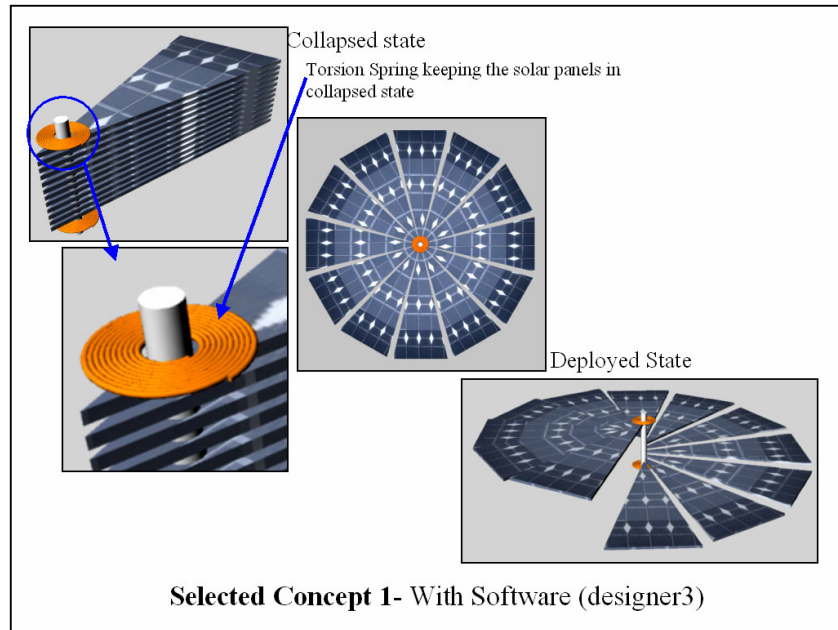 Collapsed state
Torsion Spring keeping the solar panels in
collapsed state
Deployed State
Selected Concept 1- With Software (designer3)